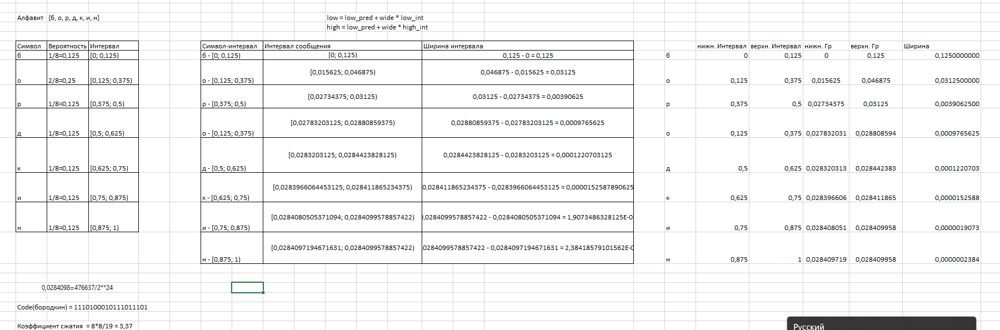 Алфавит {б, о, р, д, к, и, н}
low = low_pred + wide * low_int
high = low_pred + wide * high_int
Символ Вероятность Интервал
б 1/8=0,125 [0; 0,125)
о 2/8=0,25 [0,125; 0,375)
р 1/8=0,125 [0,375; 0,5)
д 1/8=0,125 [0,5; 0,625)
к 1/8=0,125 [0,625; 0,75)
и 1/8=0,125 [0,75; 0,875)
н 1/8=0,125 [0,875; 1)
Символ-интервал Интервал сообщения Ширина интервала
б - [0; 0,125) [0; 0,125) 0,125 - 0 = 0,125
о - [0,125; 0,375) [0,015625; 0,046875) 0,046875 - 0,015625 = 0,03125
р - [0,375; 0,5) [0,02734375; 0,03125) 0,03125 - 0,02734375 = 0,00390625
о - [0,125; 0,375) [0,02783203125; 0,02880859375) 0,02880859375 - 0,02783203125 = 0,0009765625
д - [0,5; 0,625) [0,0283203125; 0,0284423828125) 0,0284423828125 - 0,0283203125 = 0,0001220703125
к - [0,625; 0,75) [0,0283966064453125; 0,028411865234375) 0,028411865234375 - 0,0283966064453125 = 0,0000152587890625
и - [0,75; 0,875) [0,0284080505371094; 0,0284099578857422) ,0284099578857422 - 0,0284080505371094 = 1,9073486328125E-0
н - [0,875; 1) [0,0284097194671631; 0,0284099578857422) 0284099578857422 - 0,0284097194671631 = 2,38418579101562E-0
нижн. Интервал верхн. Интервал нижн. Гр верхн. Гр Ширина
б 0 0,125 0 0,125 0,1250000000
о 0,125 0,375 0,015625 0,046875 0,0312500000
р 0,375 0,5 0,02734375 0,03125 0,0039062500
о 0,125 0,375 0,027832031 0,028808594 0,0009765625
д 0,5 0,625 0,028320313 0,028442383 0,0001220703
к 0,625 0,75 0,028396606 0,028411865 0,0000152588
и 0,75 0,875 0,028408051 0,028409958 0,0000019073
н 0,875 1 0,028409719 0,028409958 0,0000002384
0,0284098=476637/2**24
Code(бородкин) = 1110100010111011101
Коэффициент сжатия = 8*8/19 = 3,37
Русский